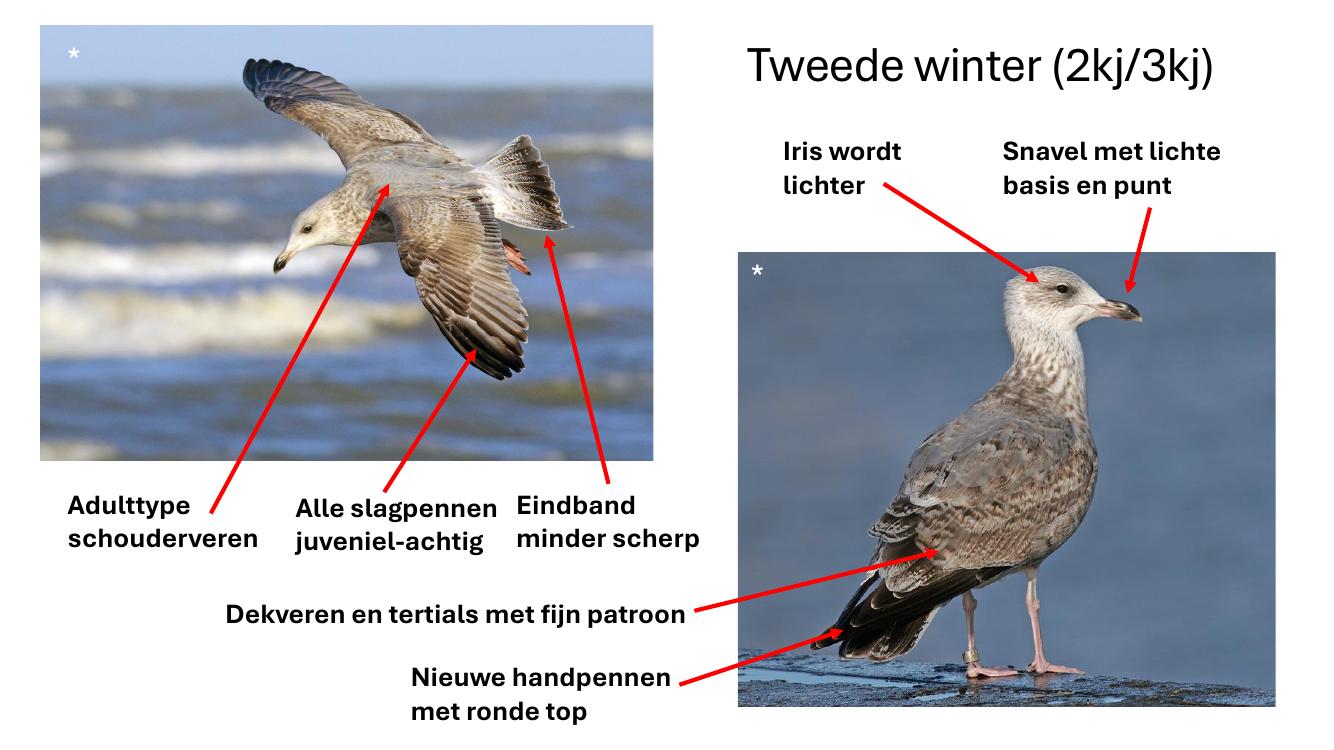 *
Tweede winter (2kj/3kj)
Iris wordt
lichter
Snavel met lichte
basis en punt
*
Adulttype
schouderveren
Alle slagpennen
juveniel-achtig
Eindband
minder scherp
Dekveren en tertials met fijn patroon
Nieuwe handpennen
met ronde top